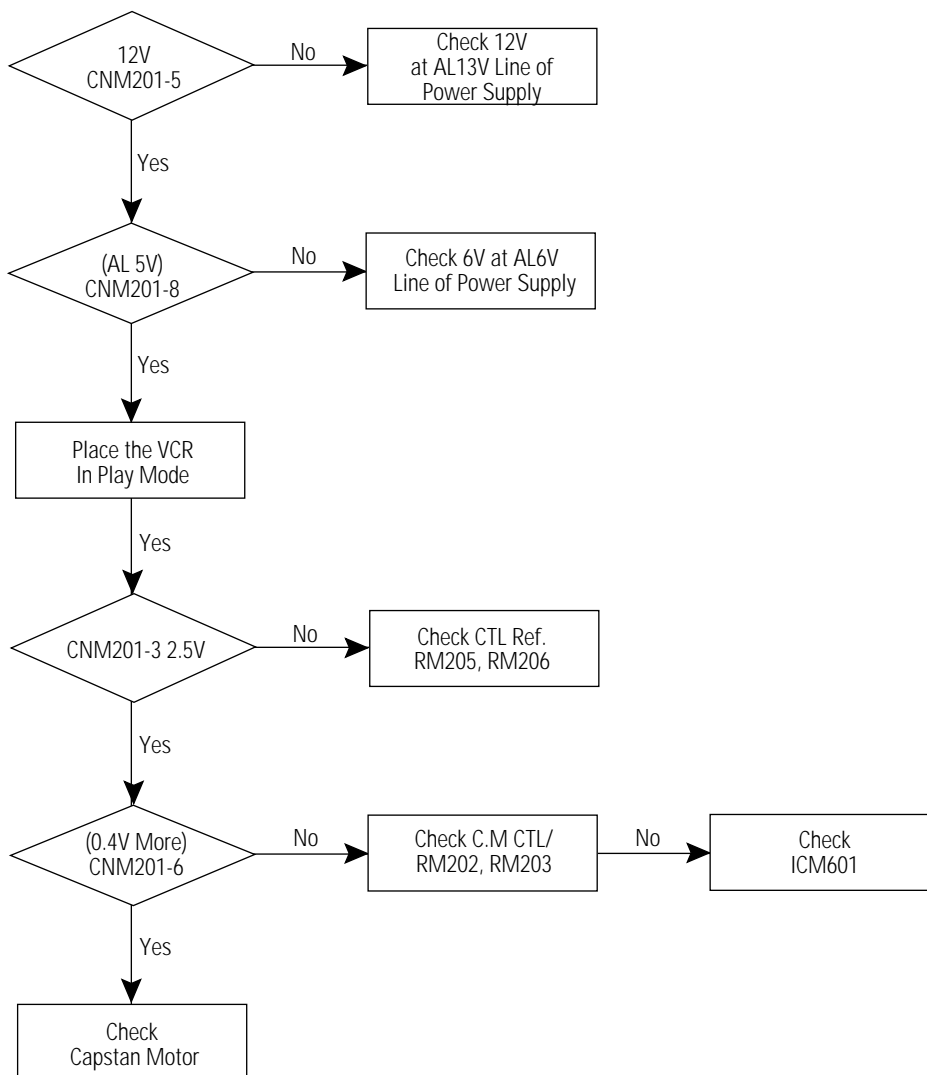 12V
CNM201-5
No
Check 12V
at AL13V Line of
Power Supply
Yes
(AL 5V)
CNM201-8
No
Check 6V at AL6V
Line of Power Supply
Yes
Place the VCR
In Play Mode
Yes
CNM201-3 2.5V
No
Check CTL Ref.
RM205, RM206
Yes
(0.4V More)
CNM201-6
No
Check C.M CTL/
RM202, RM203
No
Check
ICM601
Yes
Check
Capstan Motor